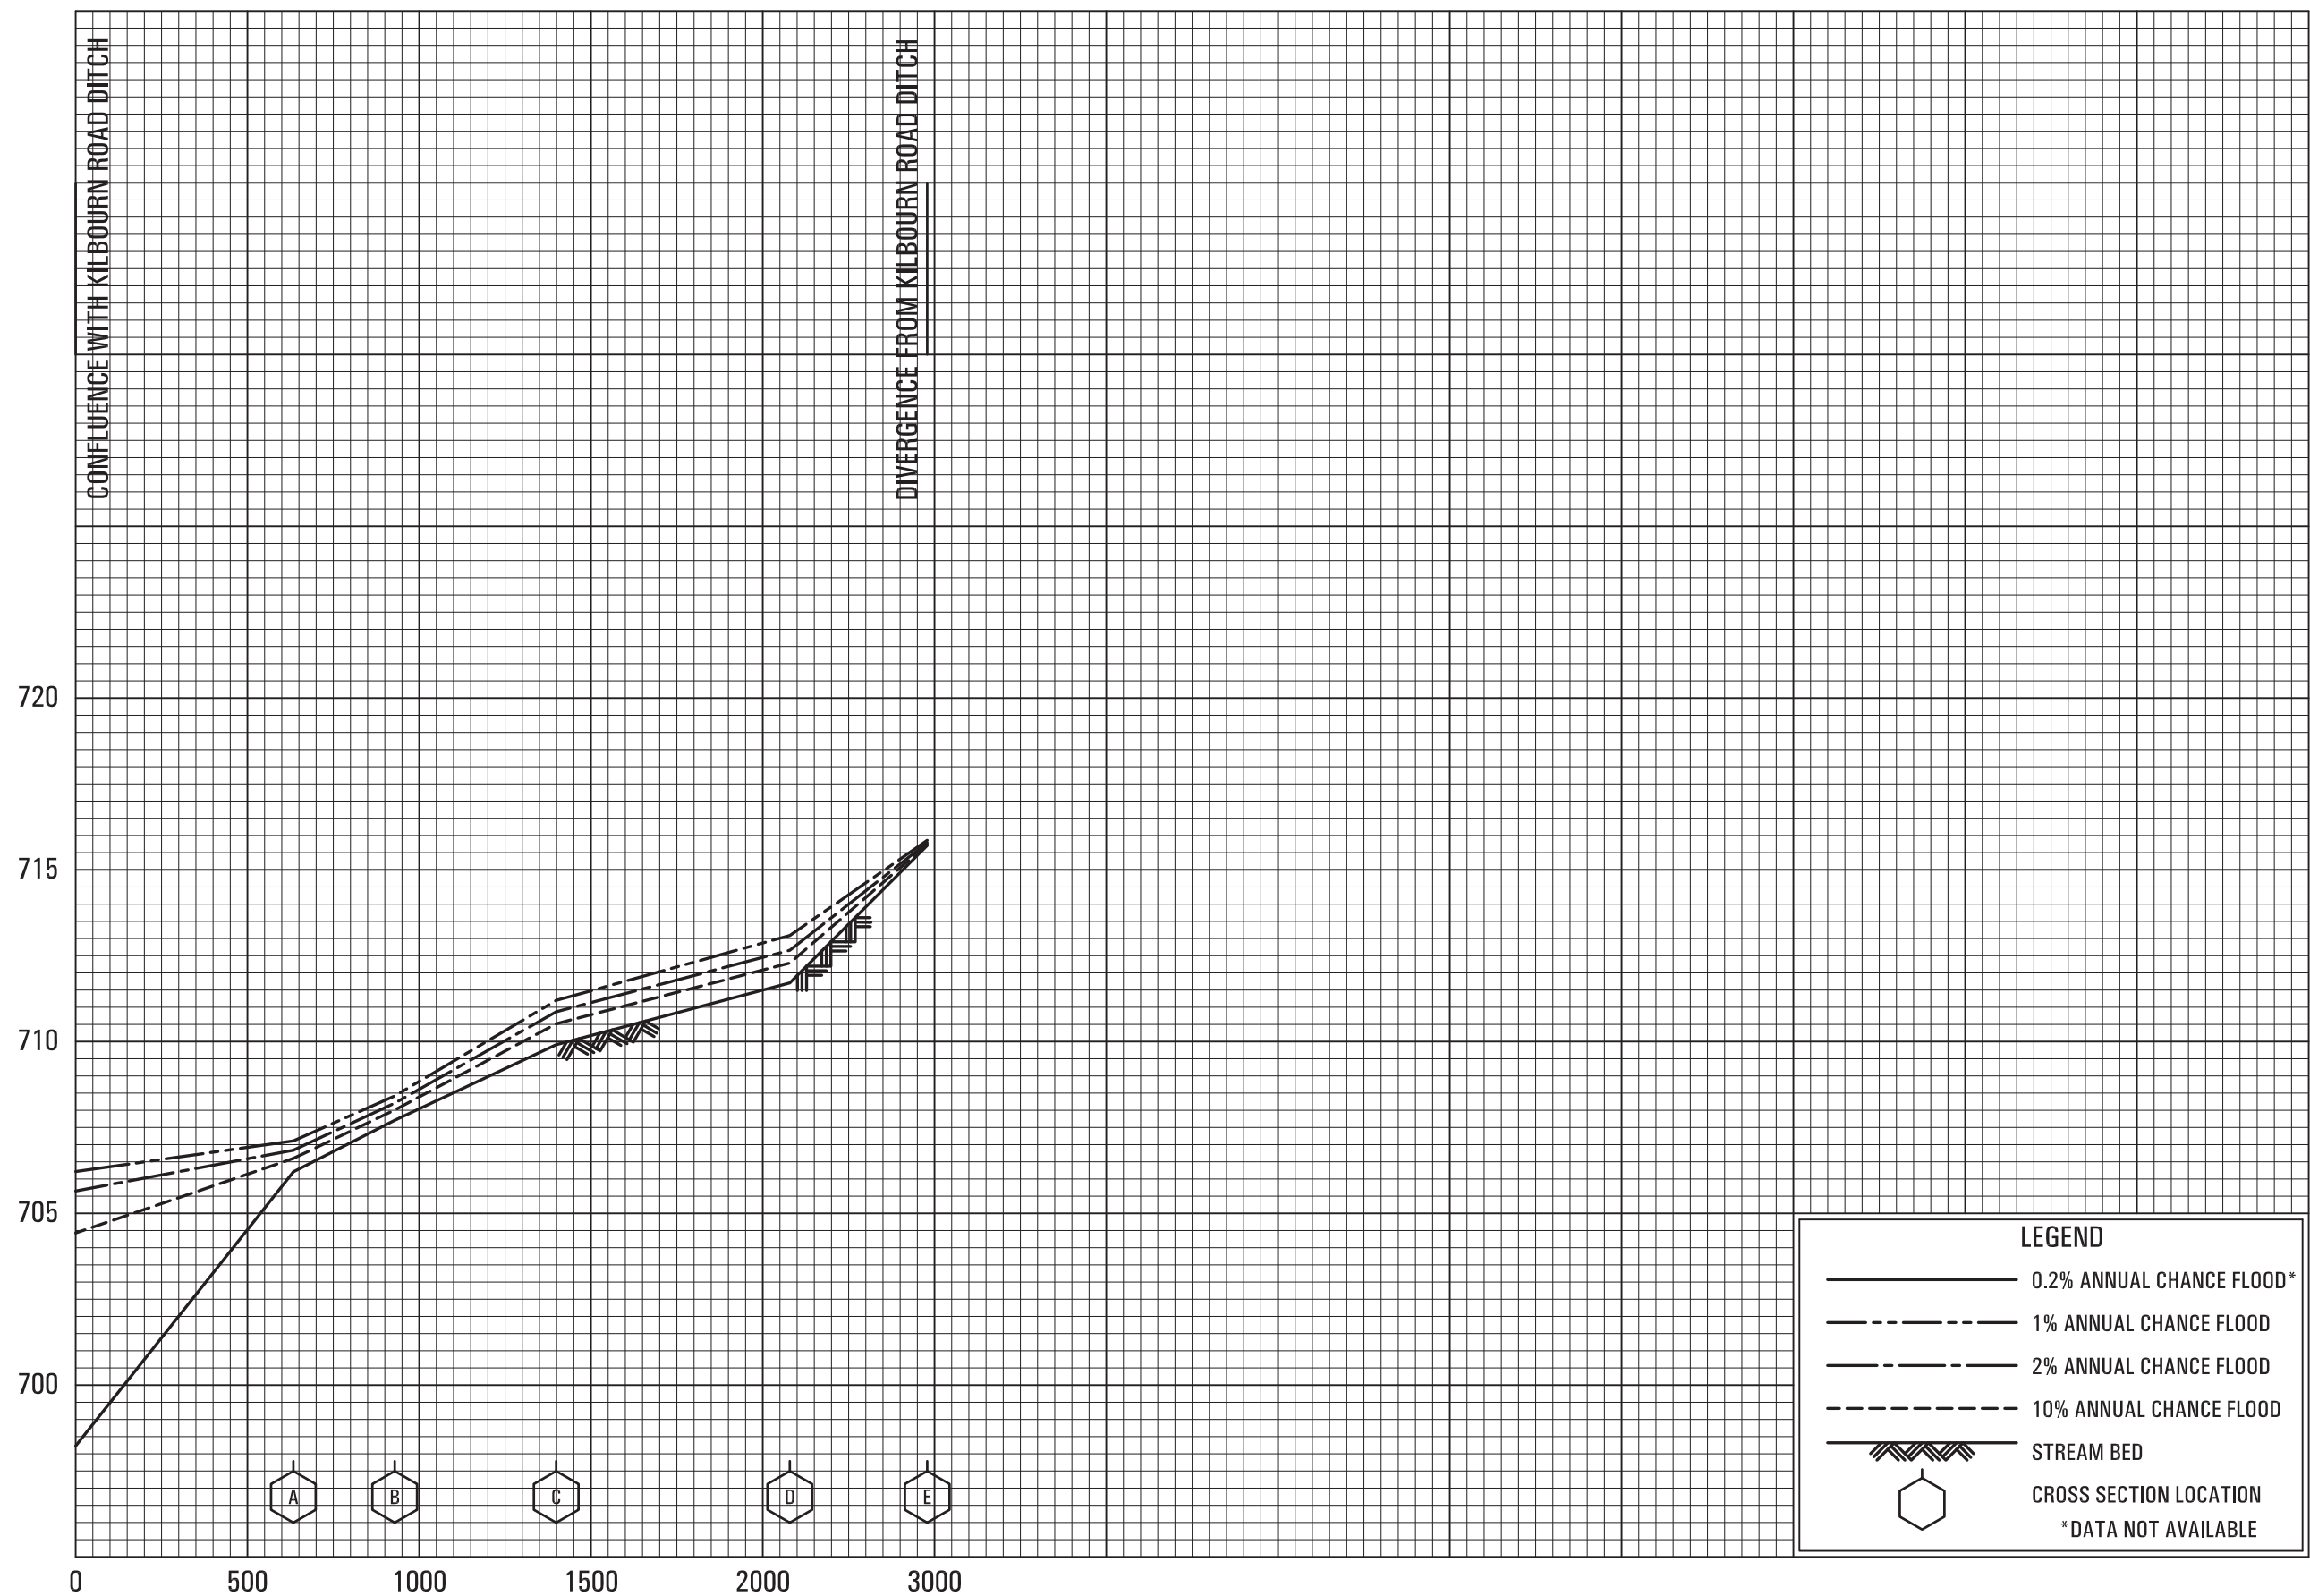 CONFLUENCE WITH KILBOURN ROAD DITCH
DIVERGENCE FROM KILBOURN ROAD DITCH
720
715
710
705
700
A
B
C
D
E
0
500
1000
1500
2000
3000
LEGEND
0.2% ANNUAL CHANCE FLOOD*
1% ANNUAL CHANCE FLOOD
2% ANNUAL CHANCE FLOOD
10% ANNUAL CHANCE FLOOD
STREAM BED
CROSS SECTION LOCATION
*DATA NOT AVAILABLE